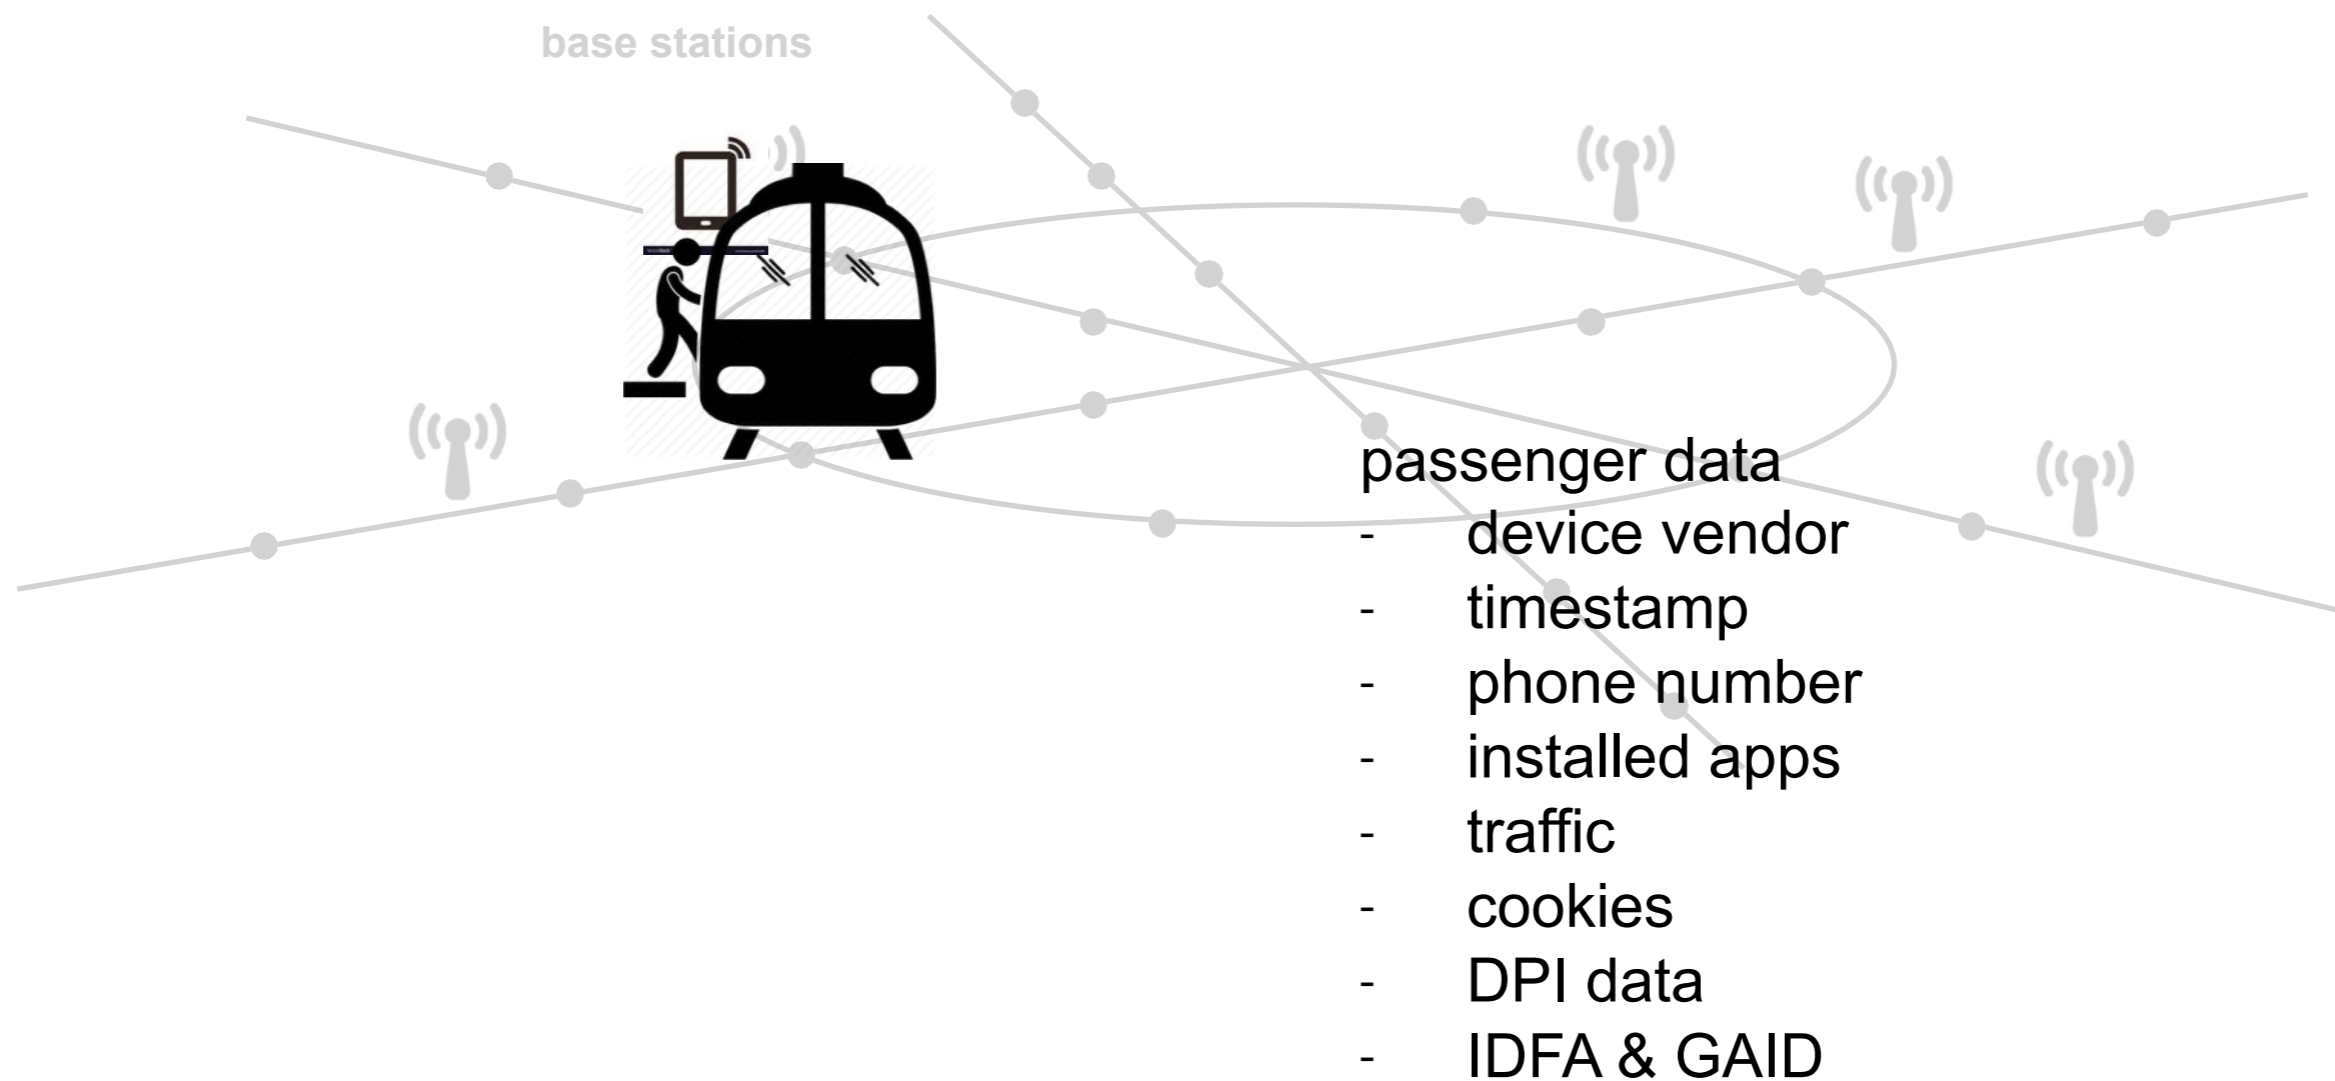 base stations
passenger data
- device vendor
- timestamp
- phone number
- installed apps
- traffic
- cookies
- DPI data
- IDFA & GAID